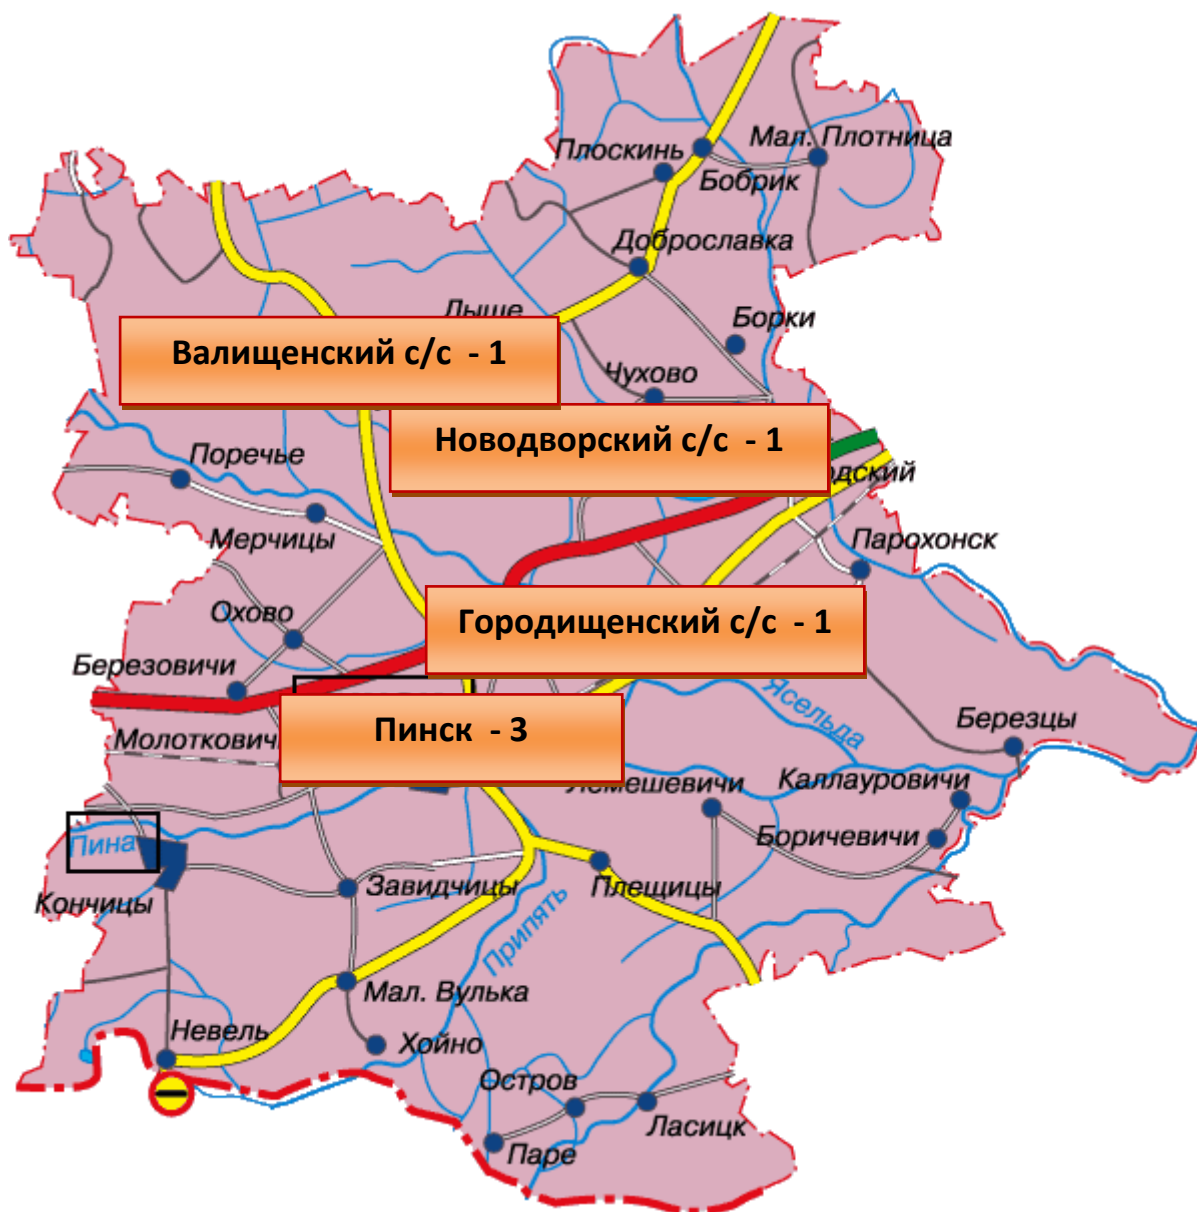 Плоскинь
Мал. Плотница
Бобрик
Доброславка
Лыше
Борки
Валищенский с/с - 1
Чухово
Новодворский с/с - 1
Поречье
Мерчицы
Парохонск
Охово
Городищенский с/с - 1
Березовичи
Ясельда
Березцы
Пинск - 3
Каллауровичи
Боричевичи
Пина
Завидчицы
Плещицы
Кончицы
Припять
Мал. Вулька
Невель
Хойно
Остров
Ласицк
Паре